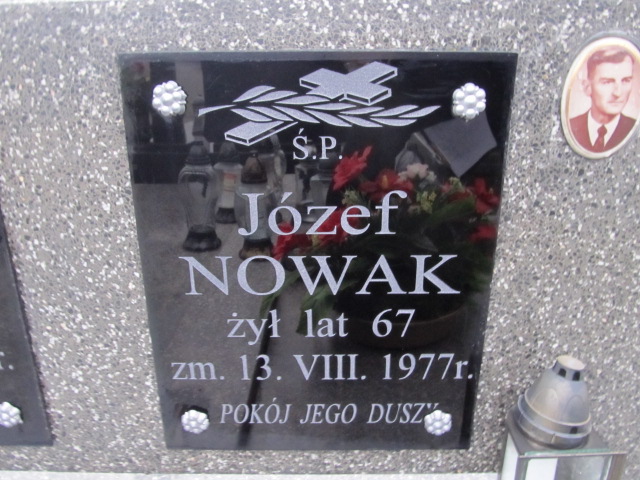 Ś.P.
Józef
NOWAK
żył lat 67
zm. 13. VIII. 1977r.
POKÓJ JEGO DUSZY